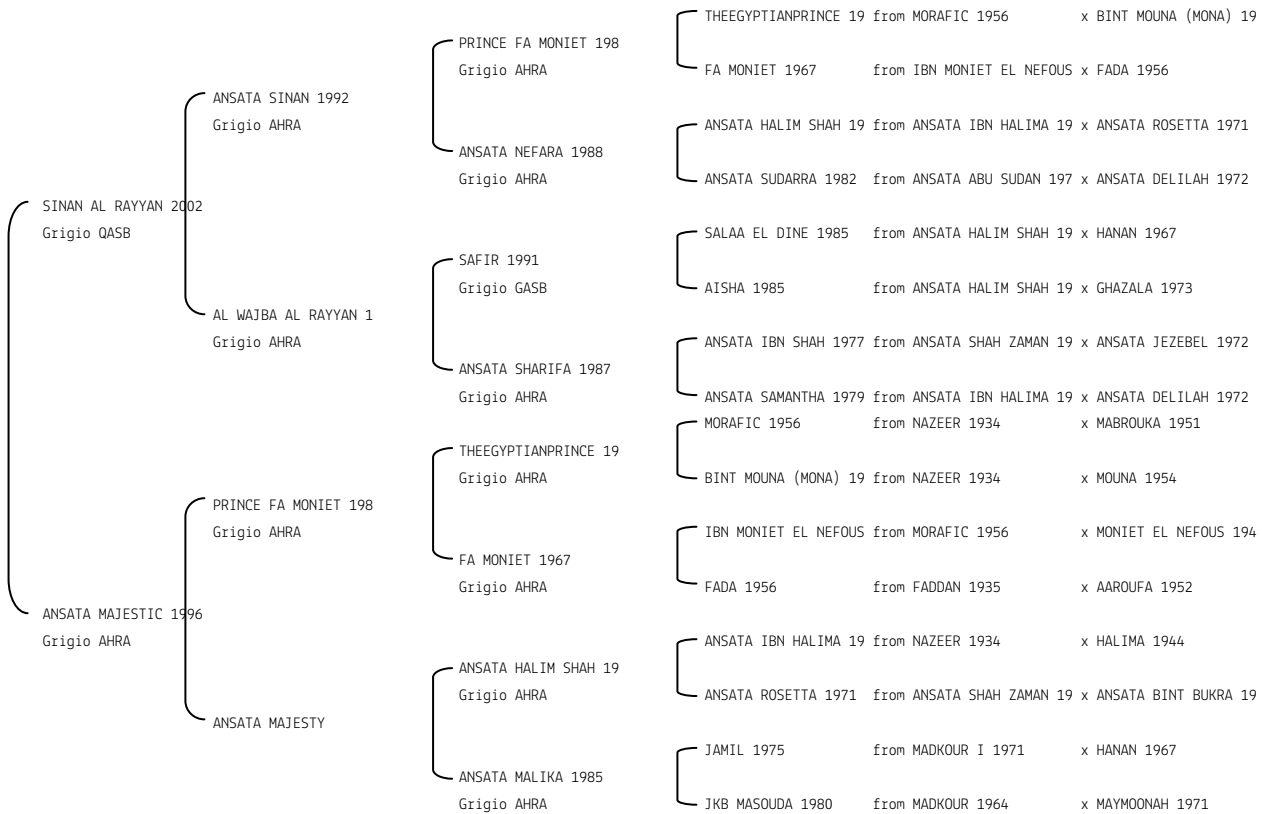 THEEGYPTIANPRINCE 19 from MORAFIC 1956 x BINT MOUNA (MONA) 19
PRINCE FA MONIET 198
Grigio AHRA
FA MONIET 1967 from IBN MONIET EL NEFOUS x FADA 1956
ANSATA SINAN 1992
Grigio AHRA
ANSATA HALIM SHAH 19 from ANSATA IBN HALIMA 19 x ANSATA ROSETTA 1971
ANSATA NEFARA 1988
Grigio AHRA
ANSATA SUDARRA 1982 from ANSATA ABU SUDAN 197 x ANSATA DELILAH 1972
SINAN AL RAYYAN 2002
Grigio QASB
SALAA EL DINE 1985 from ANSATA HALIM SHAH 19 x HANAN 1967
SAFIR 1991
Grigio GASB
AISHA 1985 from ANSATA HALIM SHAH 19 x GHAZALA 1973
AL WAJBA AL RAYYAN 1
Grigio AHRA
ANSATA IBN SHAH 1977 from ANSATA SHAH ZAMAN 19 x ANSATA JEZEBEL 1972
ANSATA SHARIFA 1987
Grigio AHRA
ANSATA SAMANTHA 1979 from ANSATA IBN HALIMA 19 x ANSATA DELILAH 1972
MORAFIC 1956 from NAZEER 1934 x MABROUKA 1951
THEEGYPTIANPRINCE 19
Grigio AHRA
BINT MOUNA (MONA) 19 from NAZEER 1934 x MOUNA 1954
PRINCE FA MONIET 198
Grigio AHRA
IBN MONIET EL NEFOUS from MORAFIC 1956 x MONIET EL NEFOUS 194
FA MONIET 1967
Grigio AHRA
FADA 1956 from FADDAN 1935 x AAROUFA 1952
ANSATA MAJESTIC 1996
Grigio AHRA
ANSATA IBN HALIMA 19 from NAZEER 1934 x HALIMA 1944
ANSATA HALIM SHAH 19
Grigio AHRA
ANSATA ROSETTA 1971 from ANSATA SHAH ZAMAN 19 x ANSATA BINT BUKRA 19
ANSATA MAJESTY
JAMIL 1975 from MADKOUR I 1971 x HANAN 1967
ANSATA MALIKA 1985
Grigio AHRA
JKB MASOUDA 1980 from MADKOUR 1964 x MAYMOONAH 1971